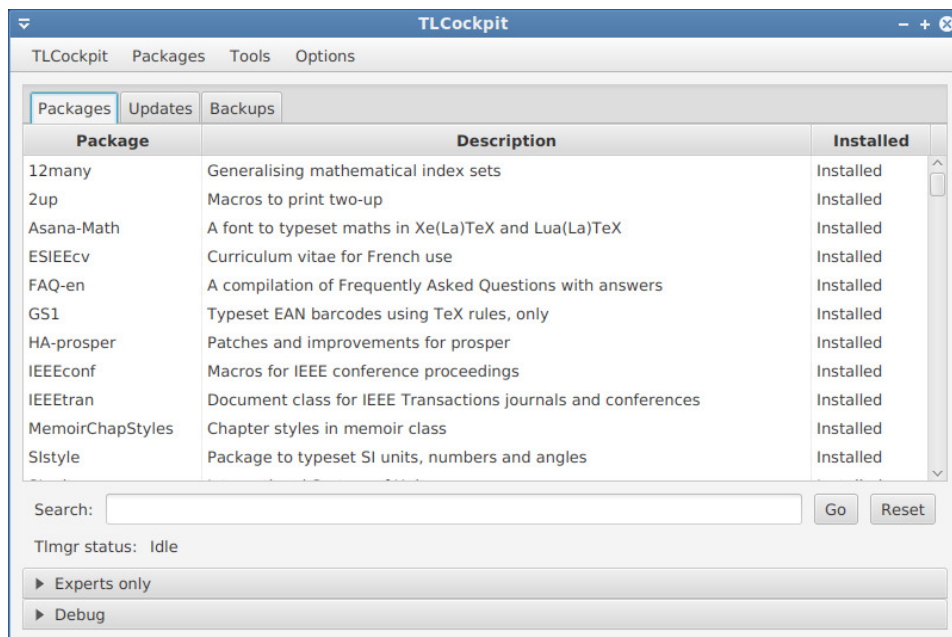 TLCockpit
TLCockpit Packages Tools Options
Packages Updates Backups
Package Description Installed
12many Generalising mathematical index sets Installed
2up Macros to print two-up Installed
Asana-Math A font to typeset maths in Xe(La)TeX and Lua(La)TeX Installed
ESIEEcv Curriculum vitae for French use Installed
FAQ-en A compilation of Frequently Asked Questions with answers Installed
GS1 Typeset EAN barcodes using TeX rules, only Installed
HA-prosper Patches and improvements for prosper Installed
IEEEconf Macros for IEEE conference proceedings Installed
IEEEtran Document class for IEEE Transactions journals and conferences Installed
MemoirChapStyles Chapter styles in memoir class Installed
SIstyle Package to typeset SI units, numbers and angles Installed
Search: Go Reset
Tlmgr status: Idle
Experts only
Debug